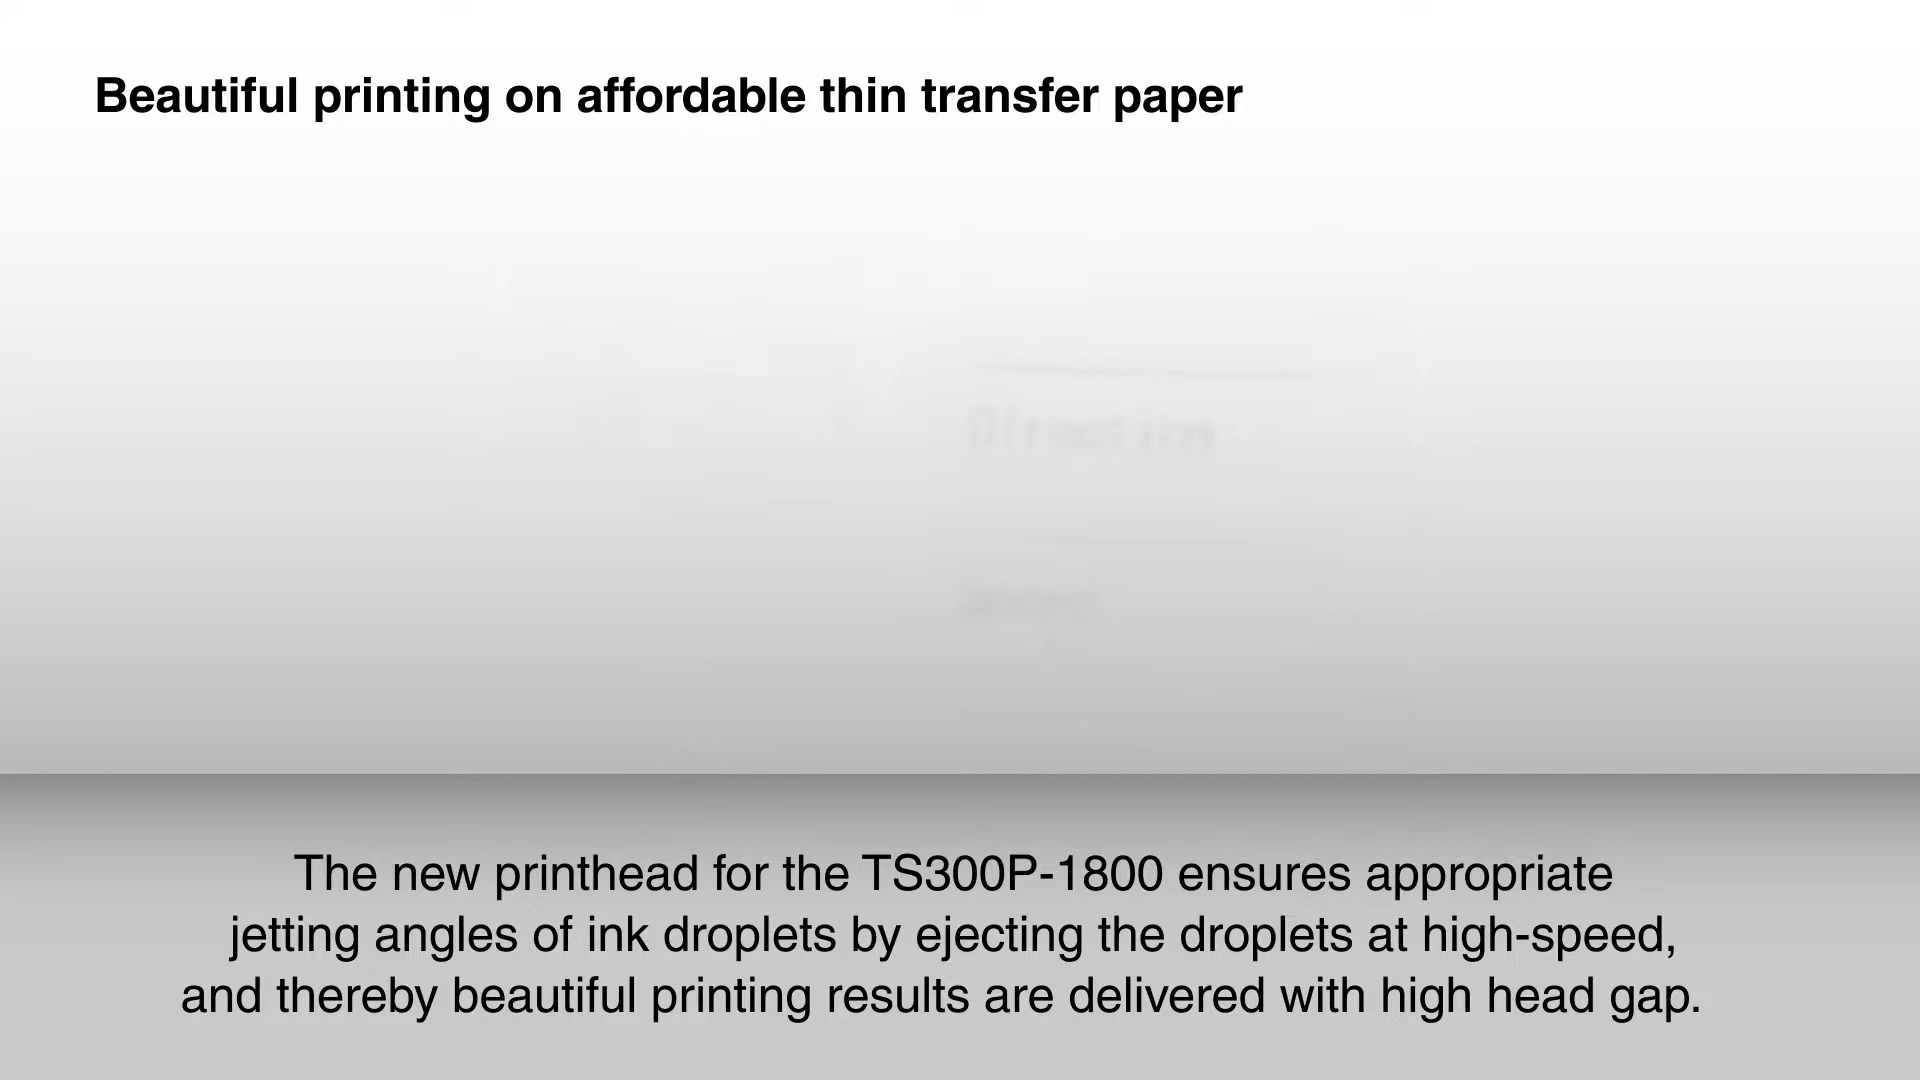 Beautiful printing on affordable thin transfer paper
Direction
The new printhead for the TS300P-1800 ensures appropriate
jetting angles of ink droplets by ejecting the droplets at high-speed,
and thereby beautiful printing results are delivered with high head gap.